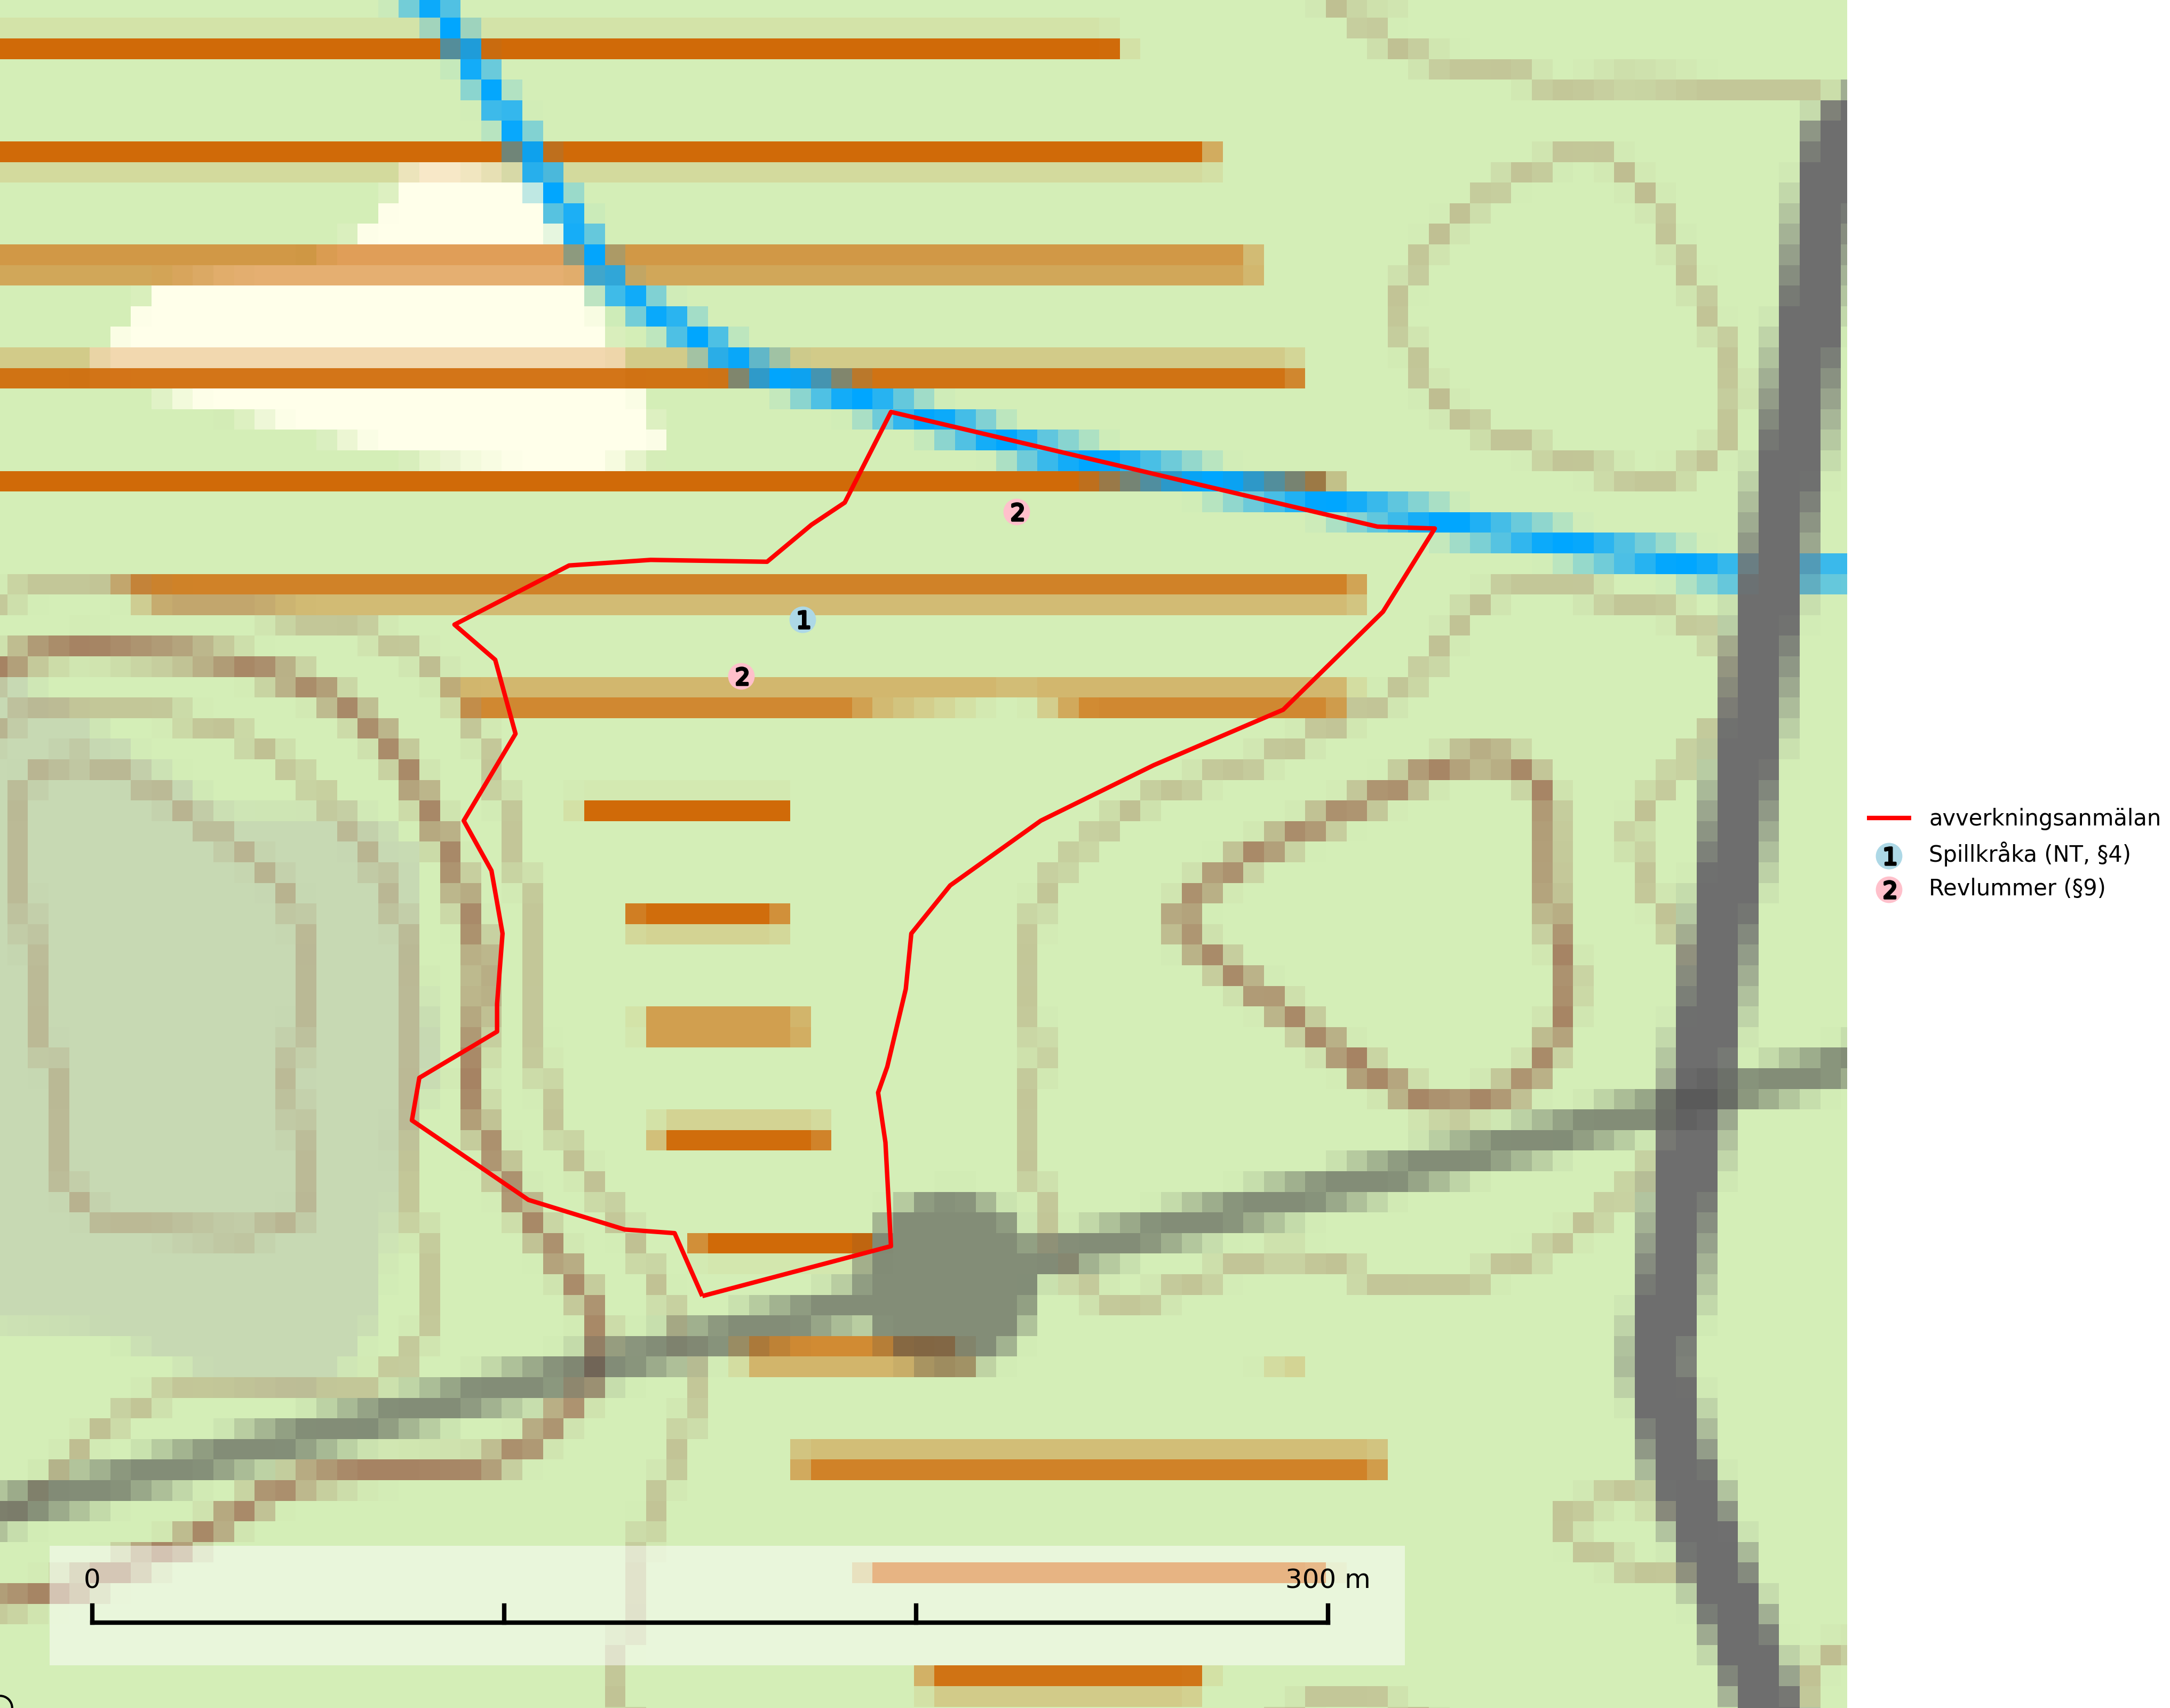 2
1
2
avverkningsanmälan
1 Spillkråka (NT, §4)
2 Revlummer (§9)
0 300 m